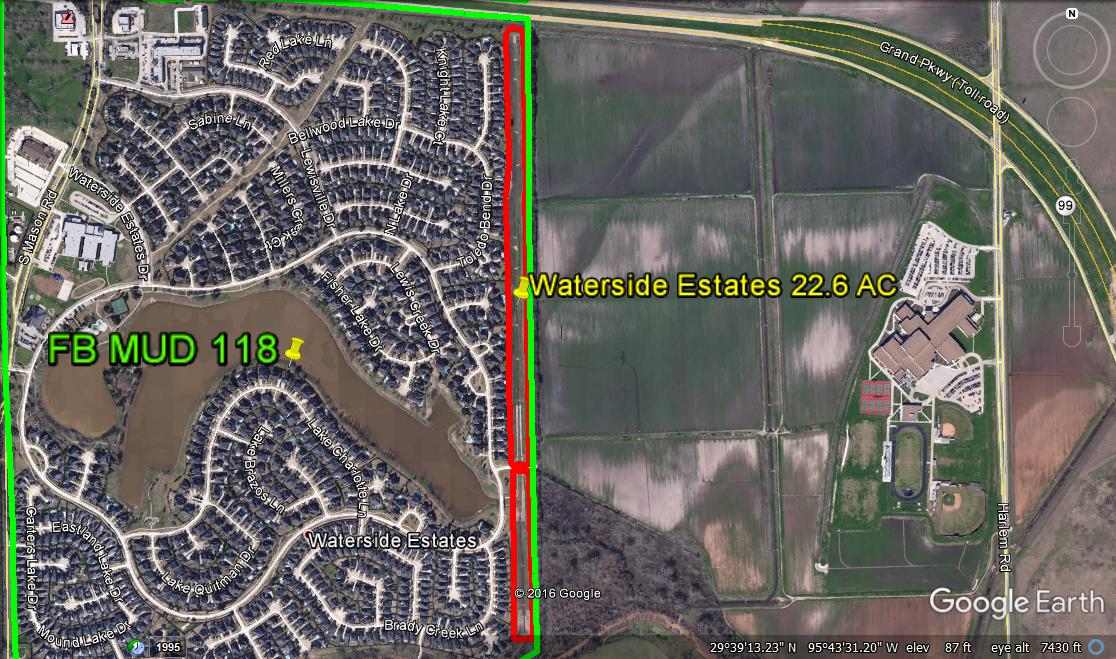 N
Red Lake Ln
Knight Lake Ct
Grand Pkwy (Toll road)
Sabine Ln
Bellwood Lake Dr
Lewisville Dr
Millers Creek Ct
N Lake Dr
Toledo Bend Dr
Waterside Estates Dr
S Mason Rd
99
Lewis Creek Dr
Fisher Lake Dr
Waterside Estates 22.6 AC
FB MUD 118
Lake Charlotte Ln
Lake Brazos Ln
Eastland Lake Dr
Carriers Lake Dr
Waterside Estates
Lake Quitman Dr
Harlem Rd
© 2016 Google
Brady Creek Ln
Mound Lake Dr
Google Earth
1995
29°39'13.23" N 95°43'31.20" W elev 87 ft eye alt 7430 ft